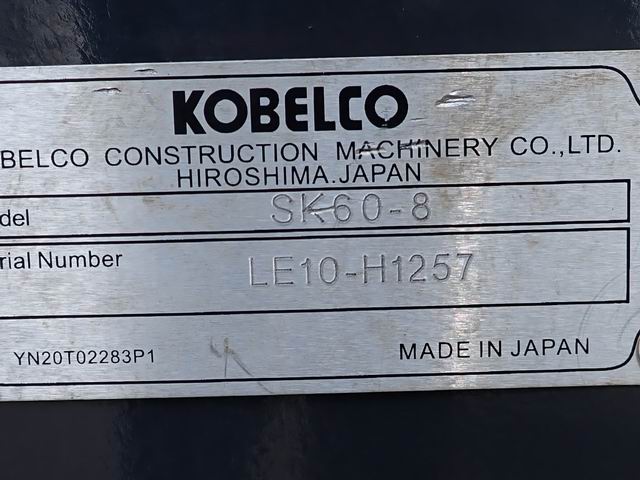 KOBELCO
BELCO CONSTRUCTION MACHINERY CO.,LTD.
HIROSHIMA.JAPAN
del SK60-8
rial Number LE10-H1257
YN20T02283P1 MADE IN JAPAN